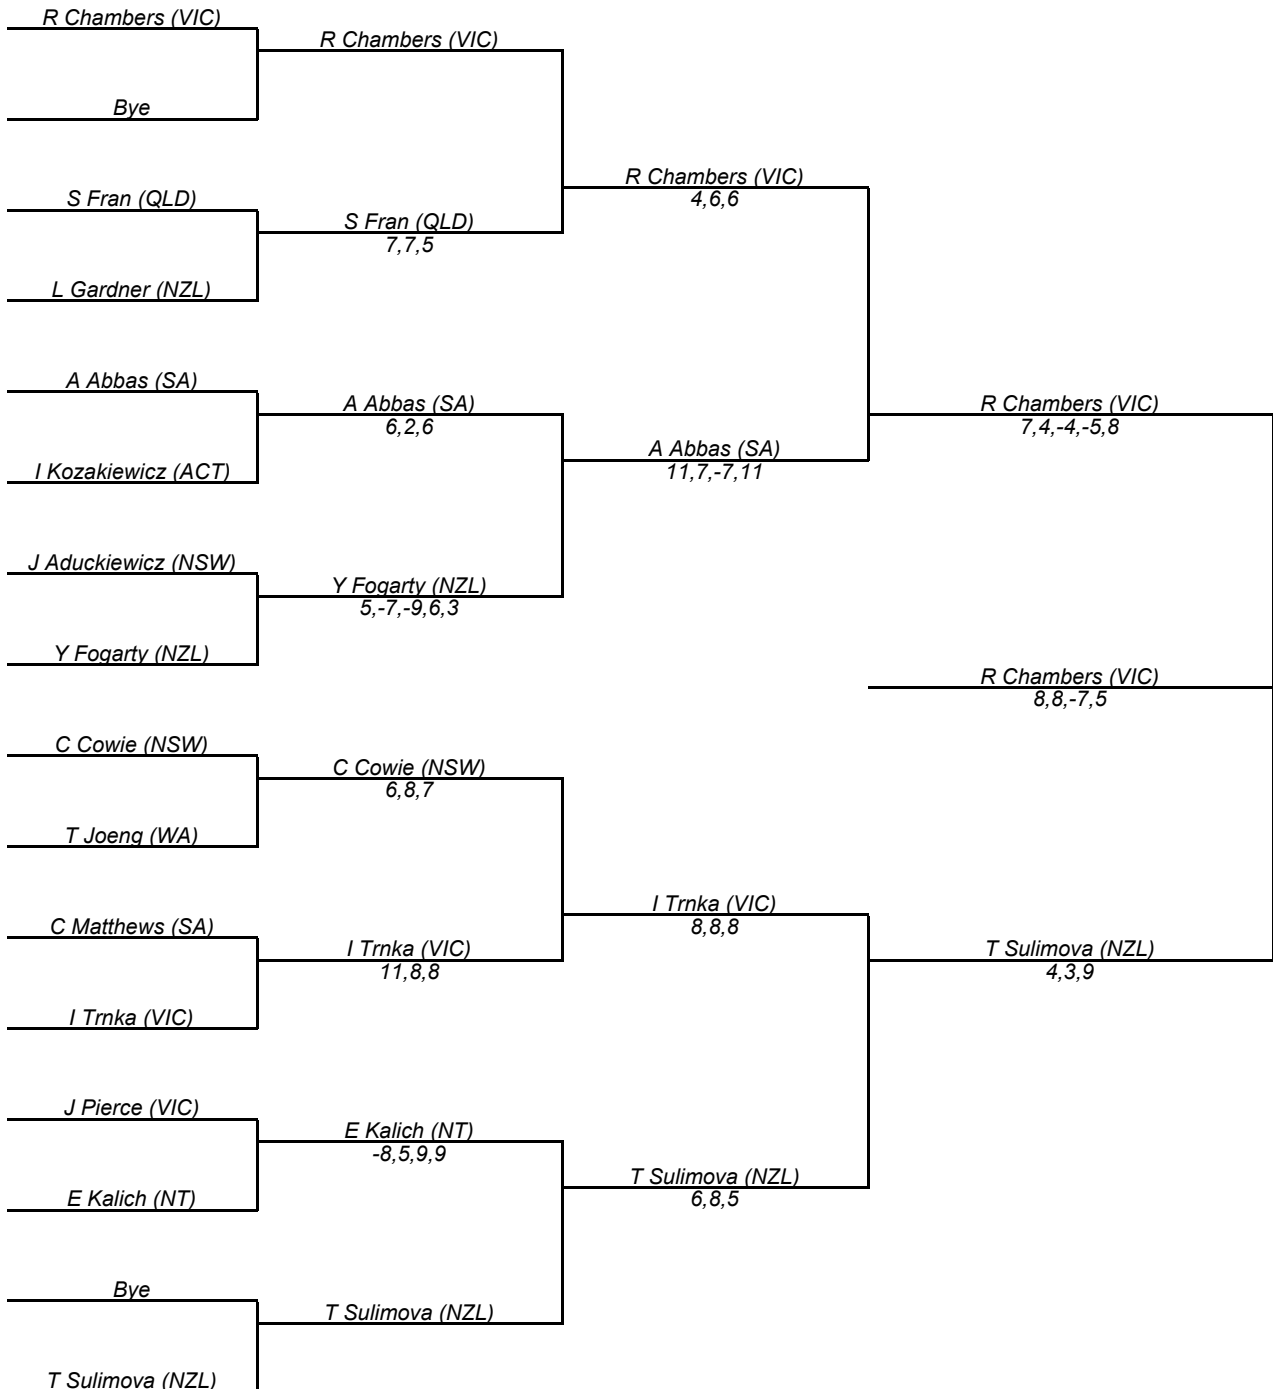 R Chambers (VIC)
R Chambers (VIC)
Bye
R Chambers (VIC)
4,6,6
S Fran (QLD)
S Fran (QLD)
7,7,5
L Gardner (NZL)
A Abbas (SA)
A Abbas (SA)
6,2,6
R Chambers (VIC)
7,4,-4,-5,8
A Abbas (SA)
11,7,-7,11
I Kozakiewicz (ACT)
J Aduckiewicz (NSW)
Y Fogarty (NZL)
5,-7,-9,6,3
Y Fogarty (NZL)
R Chambers (VIC)
8,8,-7,5
C Cowie (NSW)
C Cowie (NSW)
6,8,7
T Joeng (WA)
I Trnka (VIC)
8,8,8
C Matthews (SA)
I Trnka (VIC)
11,8,8
T Sulimova (NZL)
4,3,9
I Trnka (VIC)
J Pierce (VIC)
E Kalich (NT)
-8,5,9,9
T Sulimova (NZL)
6,8,5
E Kalich (NT)
Bye
T Sulimova (NZL)
T Sulimova (NZL)